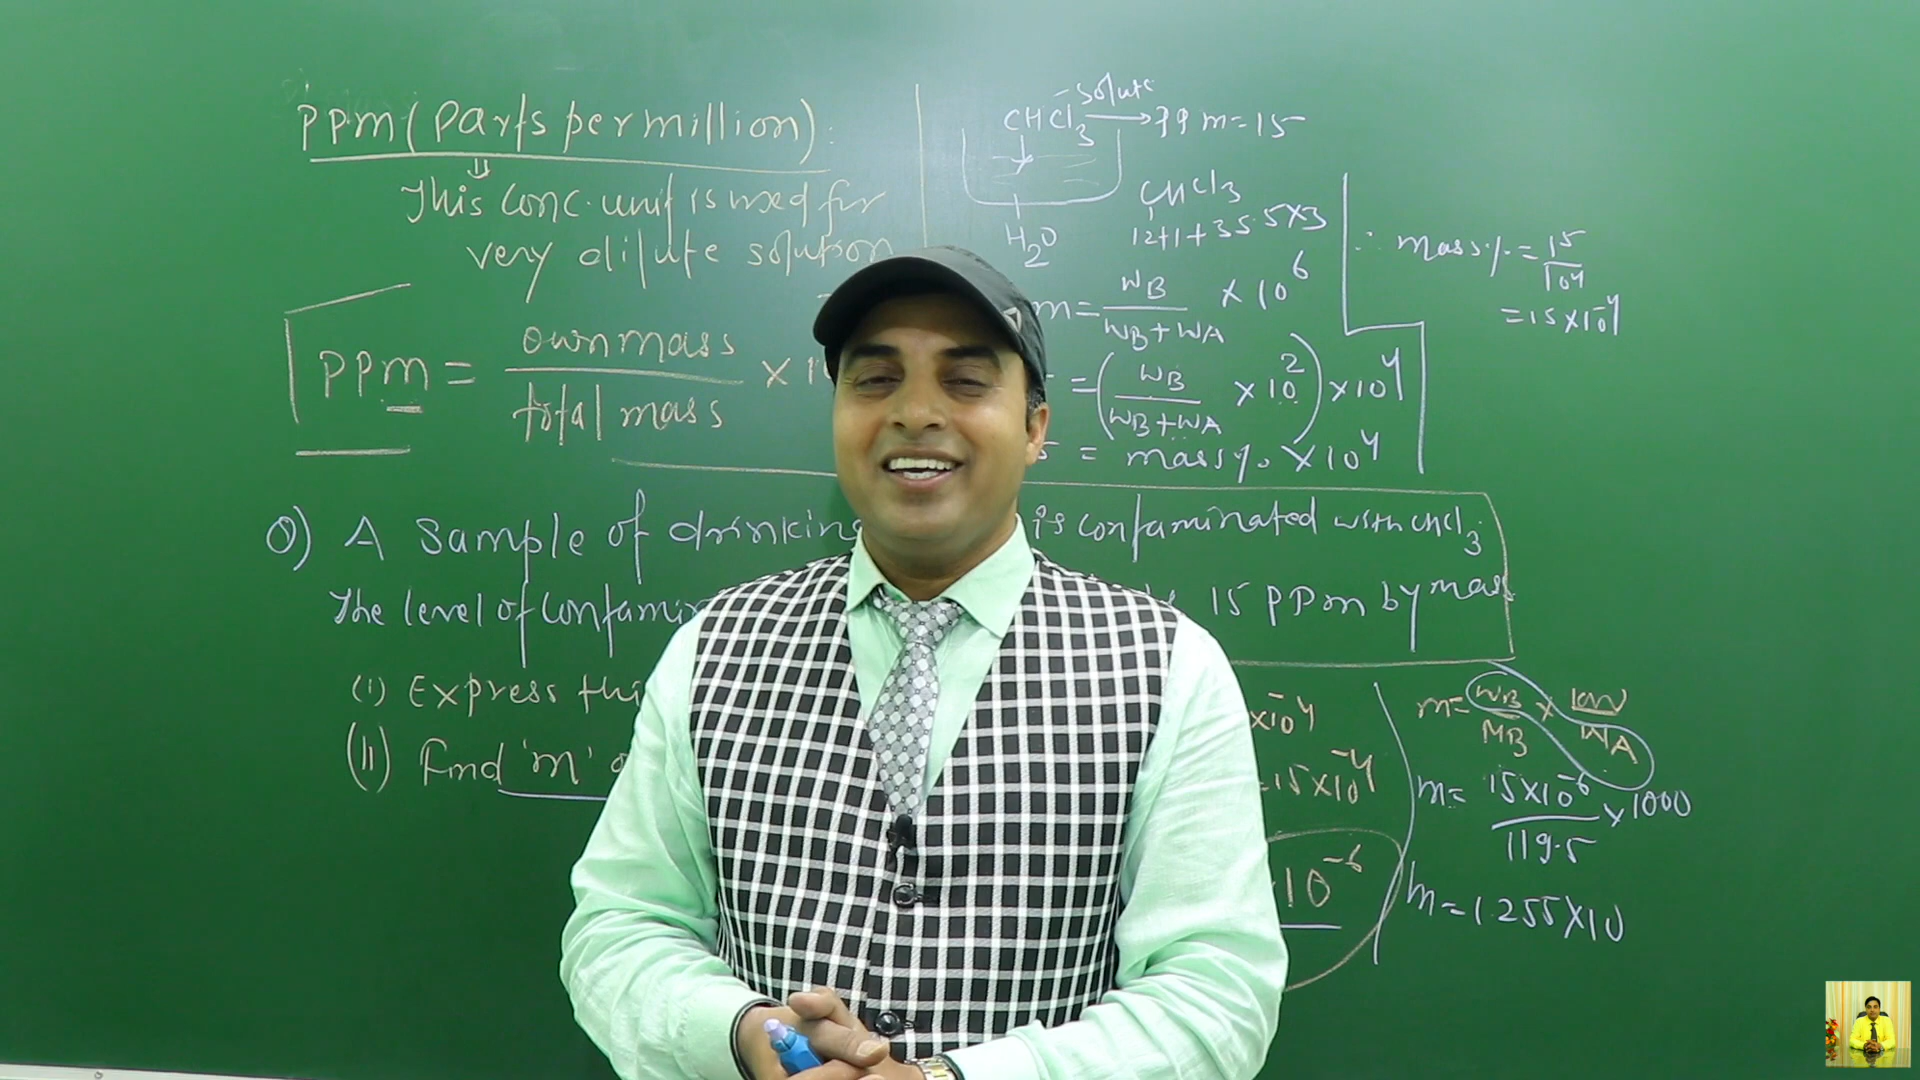 PPm (Parts per million):
This conc. unit is used for
very dilute solution
PPm = own mass / total mass ×
Q) A sample of drinking is contaminated with CHCl3
The level of contamin 15 PPm by mass
(i) Express thi
(ii) Find 'm' o
CHCl3 - Solute → PPm = 15
H2O
CHCl3
12+1+35.5×3
m = WB / WB + WA × 10^6
= (WB / WB + WA × 10^2) × 10^4
= mass %. × 10^4
∴ mass %. = 15 / 10^4
= 15×10^-4
×10^-4
= 15×10^-4
10^-6
m = WB / MB × 1000 / WA
m = 15×10^-6 / 119.5 × 1000
m = 1.255×10